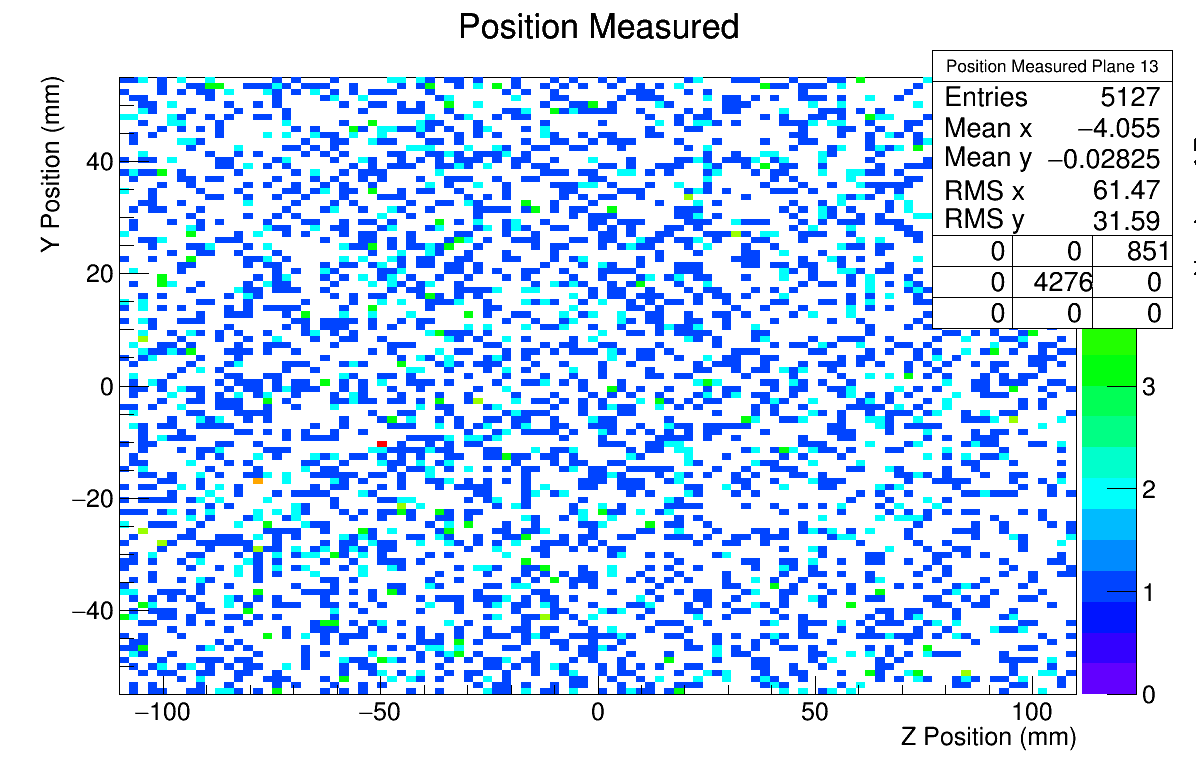 Position Measured
Position Measured Plane 13
Entries 5127
Mean x −4.055
Mean y −0.02825
RMS x 61.47
RMS y 31.59
0 0 851
0 4276 0
0 0 0
Y Position (mm)
40
20
0
−20
−40
3
2
1
0
−100 −50 0 50 100
Z Position (mm)